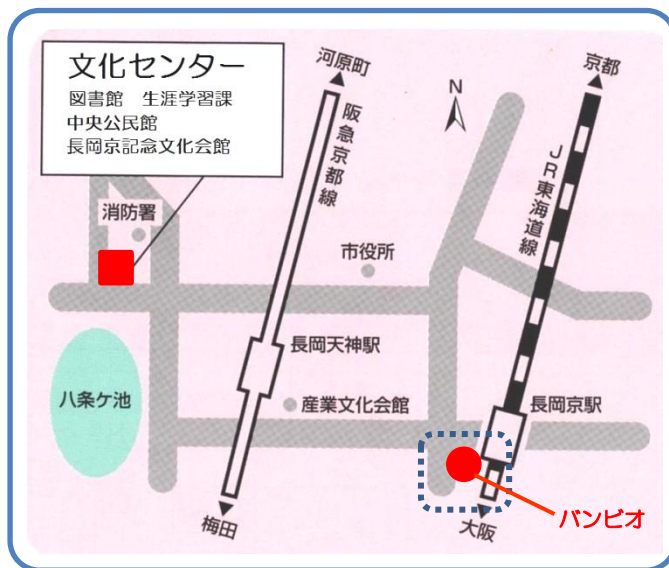 文化センター
図書館　生涯学習課
中央公民館
長岡京記念文化会館
河原町
京都
N
阪急京都線
JR東海道線
消防署
市役所
長岡天神駅
八条ケ池
産業文化会館
長岡京駅
梅田
大阪
バンビオ